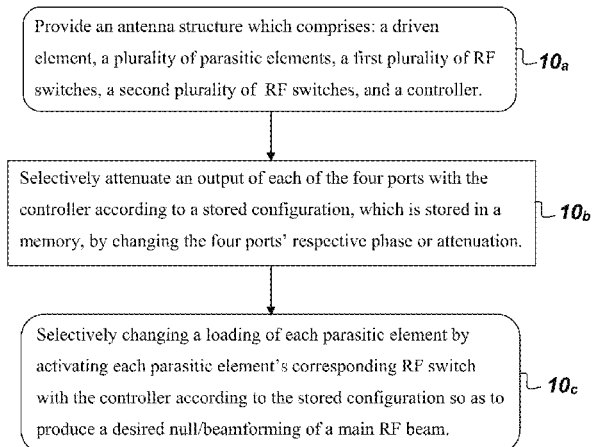 Provide an antenna structure which comprises: a driven
element, a plurality of parasitic elements, a first plurality of RF
switches, a second plurality of RF switches, and a controller.
10a
Selectively attenuate an output of each of the four ports with the
controller according to a stored configuration, which is stored in a
memory, by changing the four ports' respective phase or attenuation.
10b
Selectively changing a loading of each parasitic element by
activating each parasitic element's corresponding RF switch
with the controller according to the stored configuration so as to
produce a desired null/beamforming of a main RF beam.
10c